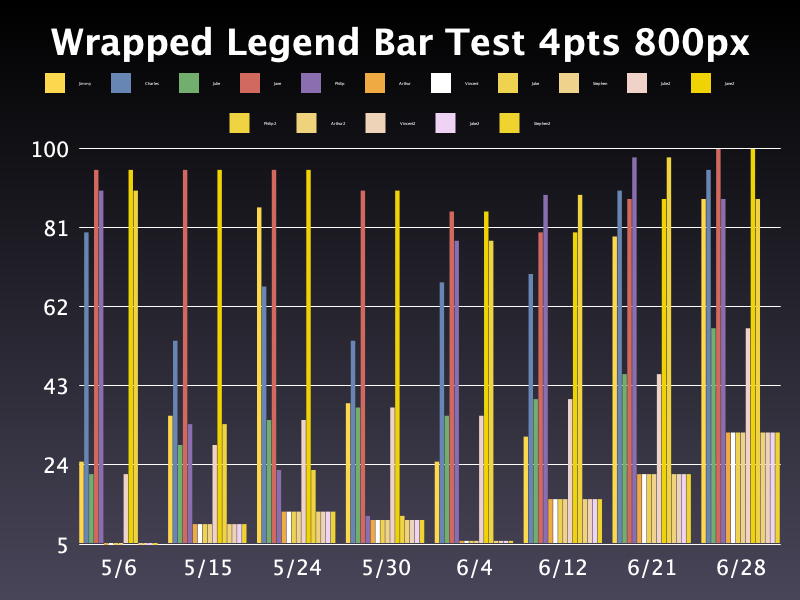 Wrapped Legend Bar Test 4pts 800px
Jimmy Charles Jake Jane Philip Arthur Vincent Jake Stephen Jake2 Jane2
Philip2 Arthur2 Vincent2 Jake2 Stephen2
100
81
62
43
24
5
5/6 5/15 5/24 5/30 6/4 6/12 6/21 6/28